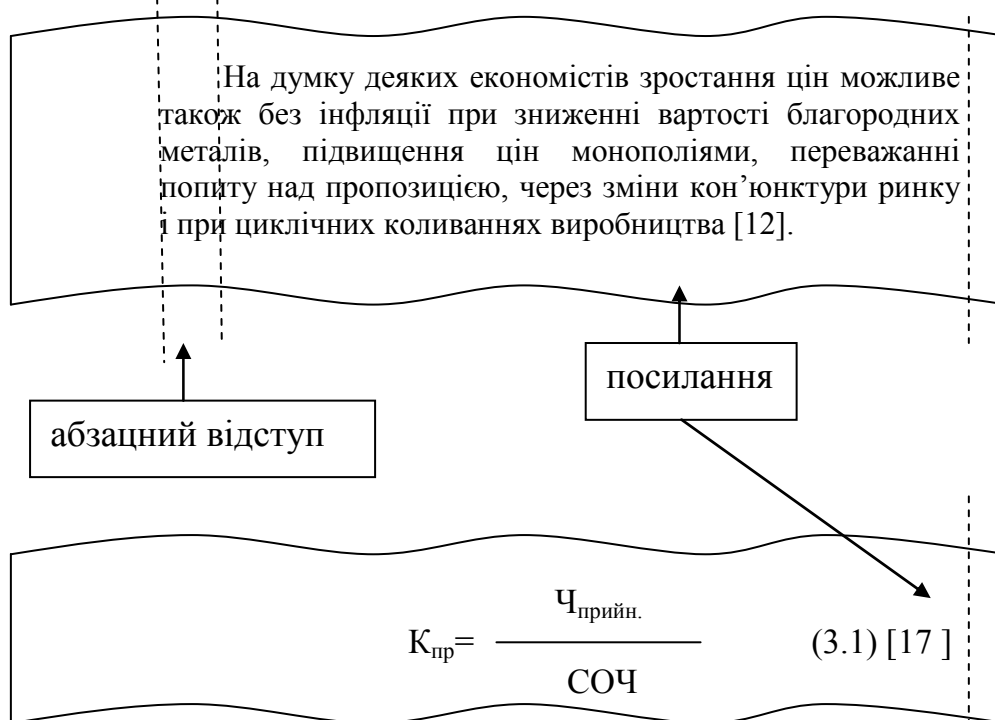 На думку деяких економістів зростання цін можливе
також без інфляції при зниженні вартості благородних
металів, підвищення цін монополіями, переважанні
попиту над пропозицією, через зміни кон’юнктури ринку
і при циклічних коливаннях виробництва [12].
посилання
абзацний відступ
Ч прийн.
К пр = (3.1) [17 ]
СОЧ